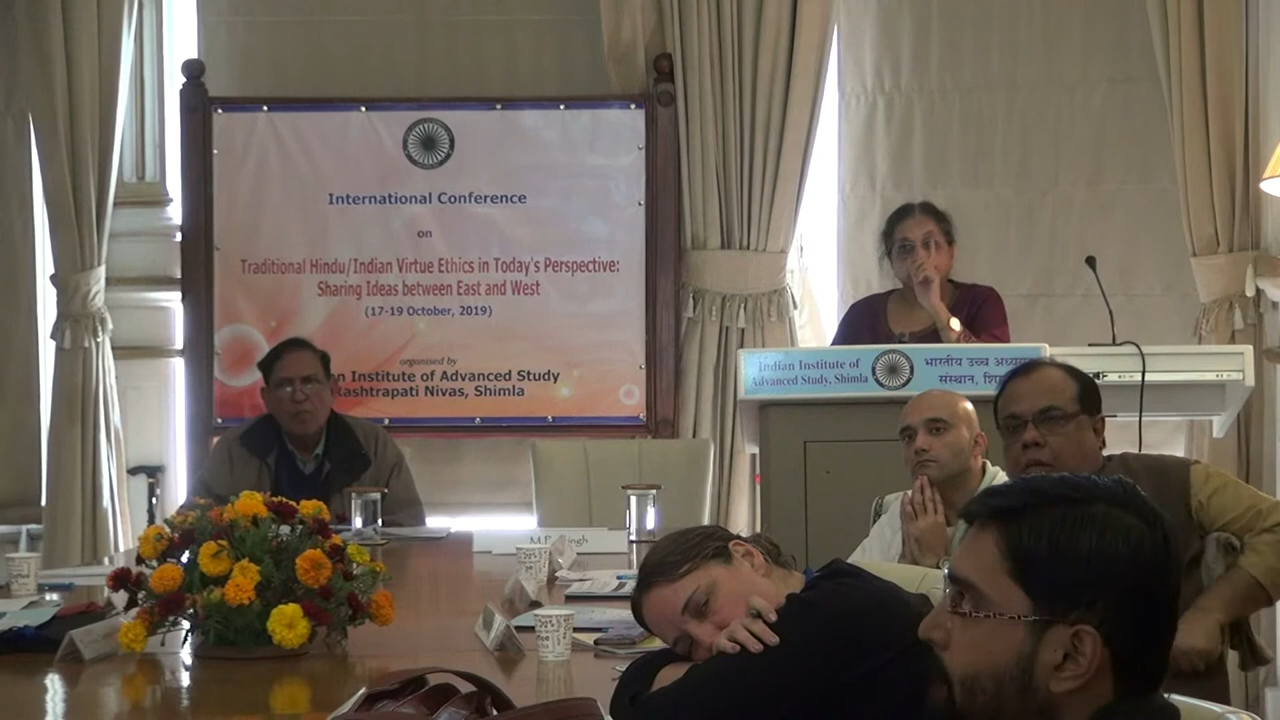 International Conference
on
Traditional Hindu/Indian Virtue Ethics in Today's Perspective:
Sharing Ideas between East and West
(17-19 October, 2019)
organised by
n Institute of Advanced Study
Rashtrapati Nivas, Shimla
Indian Institute of
Advanced Study, Shimla
भारतीय उच्च अध्ययन
संस्थान, शि